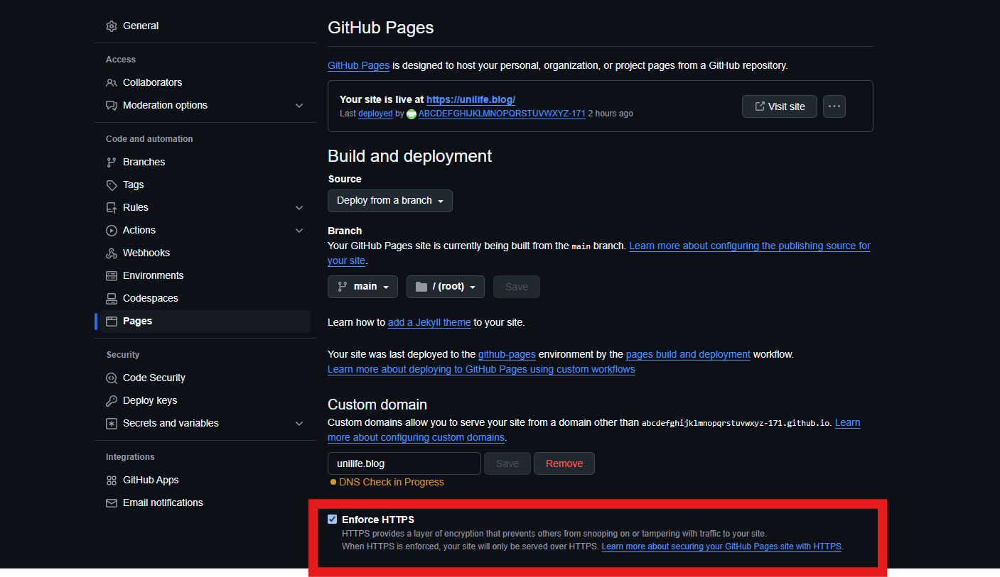 General
Access
Collaborators
Moderation options
Code and automation
Branches
Tags
Rules
Actions
Webhooks
Environments
Codespaces
Pages
Security
Code Security
Deploy keys
Secrets and variables
Integrations
GitHub Apps
Email notifications
GitHub Pages
GitHub Pages is designed to host your personal, organization, or project pages from a GitHub repository.
Your site is live at https://unilife.blog/
Last deployed by ABCDEFGHIJKLMNOPQRSTUVWXYZ-171 2 hours ago
Visit site
Build and deployment
Source
Deploy from a branch
Branch
Your GitHub Pages site is currently being built from the main branch. Learn more about configuring the publishing source for
your site.
main / (root) Save
Learn how to add a Jekyll theme to your site.
Your site was last deployed to the github-pages environment by the pages build and deployment workflow.
Learn more about deploying to GitHub Pages using custom workflows
Custom domain
Custom domains allow you to serve your site from a domain other than abcdefghijklmnopqrstuvwxyz-171.github.io. Learn
more about configuring custom domains.
unilife.blog Save Remove
DNS Check in Progress
Enforce HTTPS
HTTPS provides a layer of encryption that prevents others from snooping on or tampering with traffic to your site.
When HTTPS is enforced, your site will only be served over HTTPS. Learn more about securing your GitHub Pages site with HTTPS.